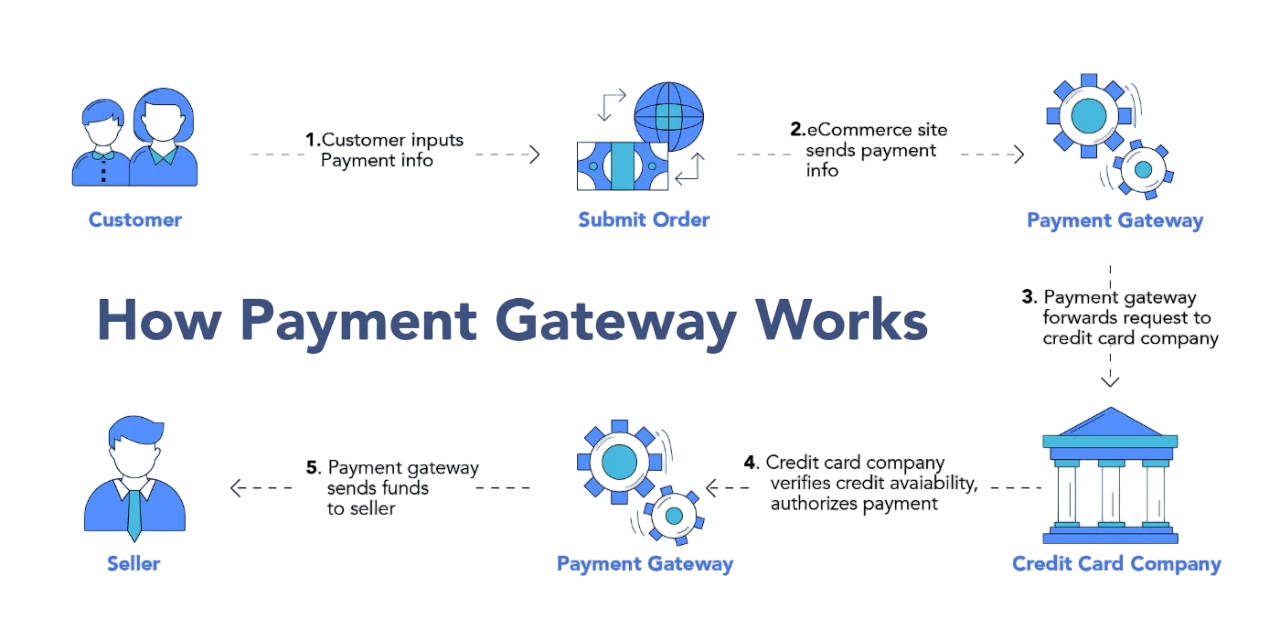 1.Customer inputs
Payment info
2.eCommerce site
sends payment
info
Customer
Submit Order
Payment Gateway
How Payment Gateway Works
3. Payment gateway
forwards request to
credit card company
5. Payment gateway
sends funds
to seller
4. Credit card company
verifies credit avaiability,
authorizes payment
Seller
Payment Gateway
Credit Card Company